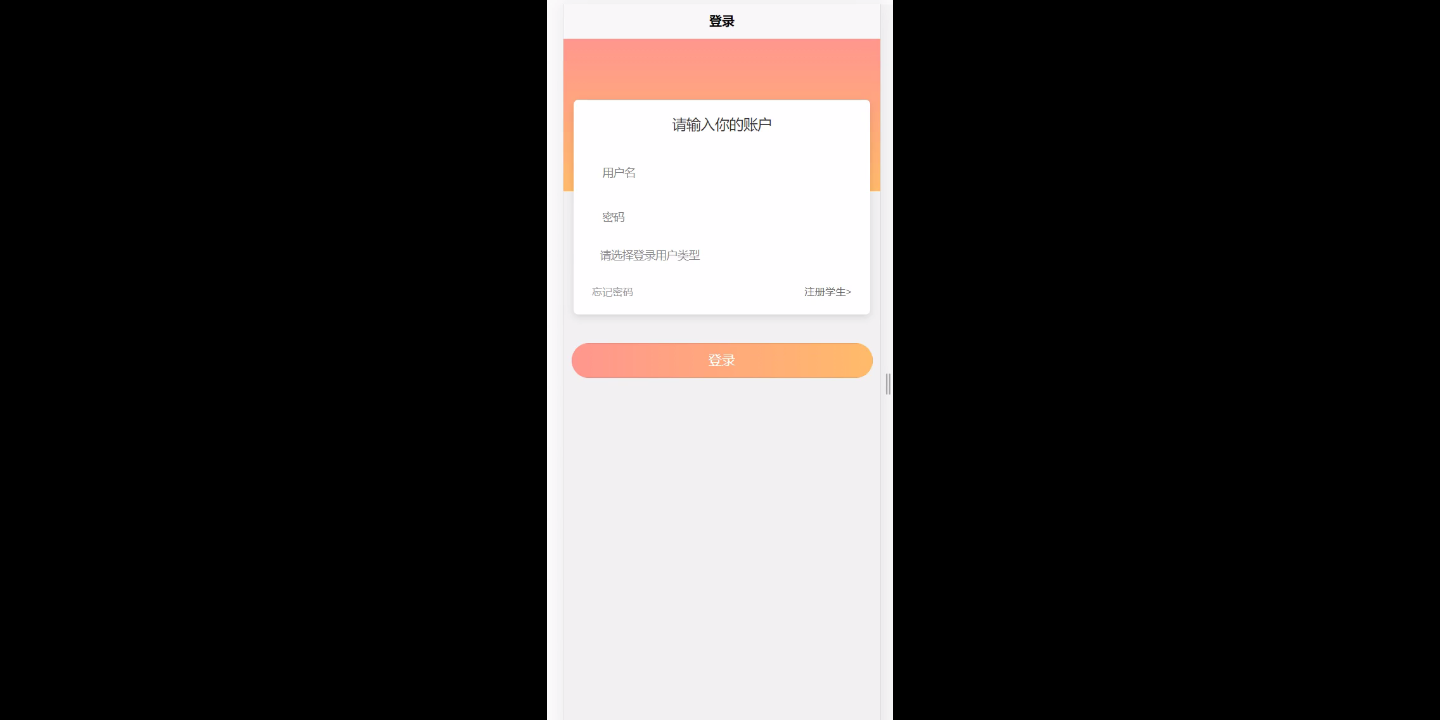 登录
请输入你的账户
用户名
密码
请选择登录用户类型
忘记密码
注册学生>
登录